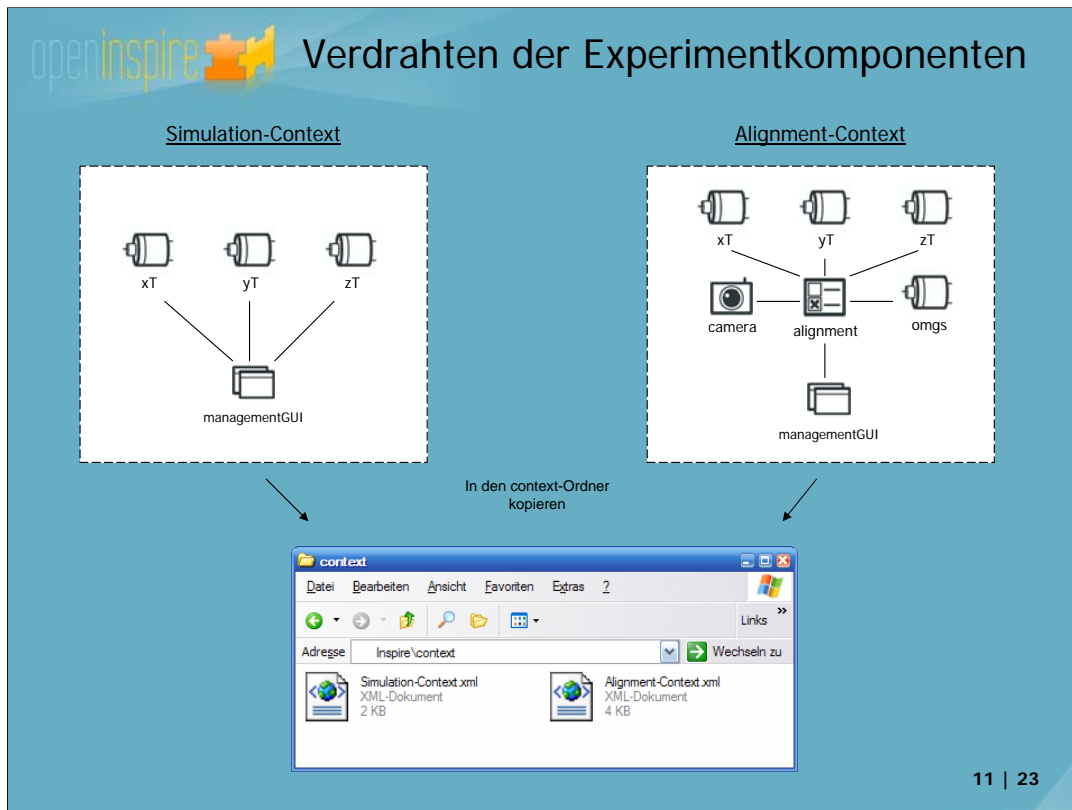 openinspire
Verdrahten der Experimentkomponenten
Simulation-Context
xT
yT
zT
managementGUI
Alignment-Context
xT
yT
zT
camera
alignment
omgs
managementGUI
In den context-Ordner
kopieren
context
Datei Bearbeiten Ansicht Favoriten Extras ?
Links »
Adresse Inspire\context Wechseln zu
Simulation-Context.xml
XML-Dokument
2 KB
Alignment-Context.xml
XML-Dokument
4 KB
11 | 23